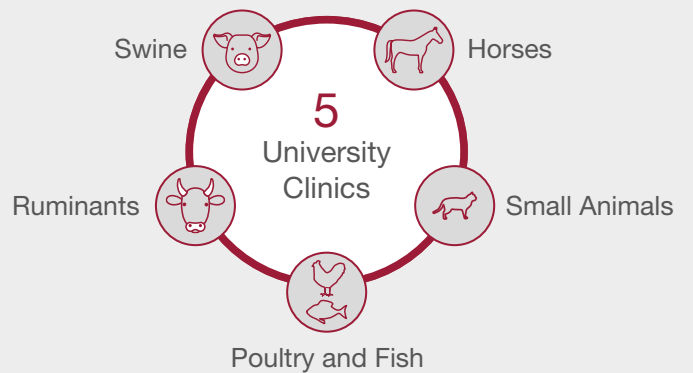 Swine
Horses
5
University
Clinics
Ruminants
Small Animals
Poultry and Fish